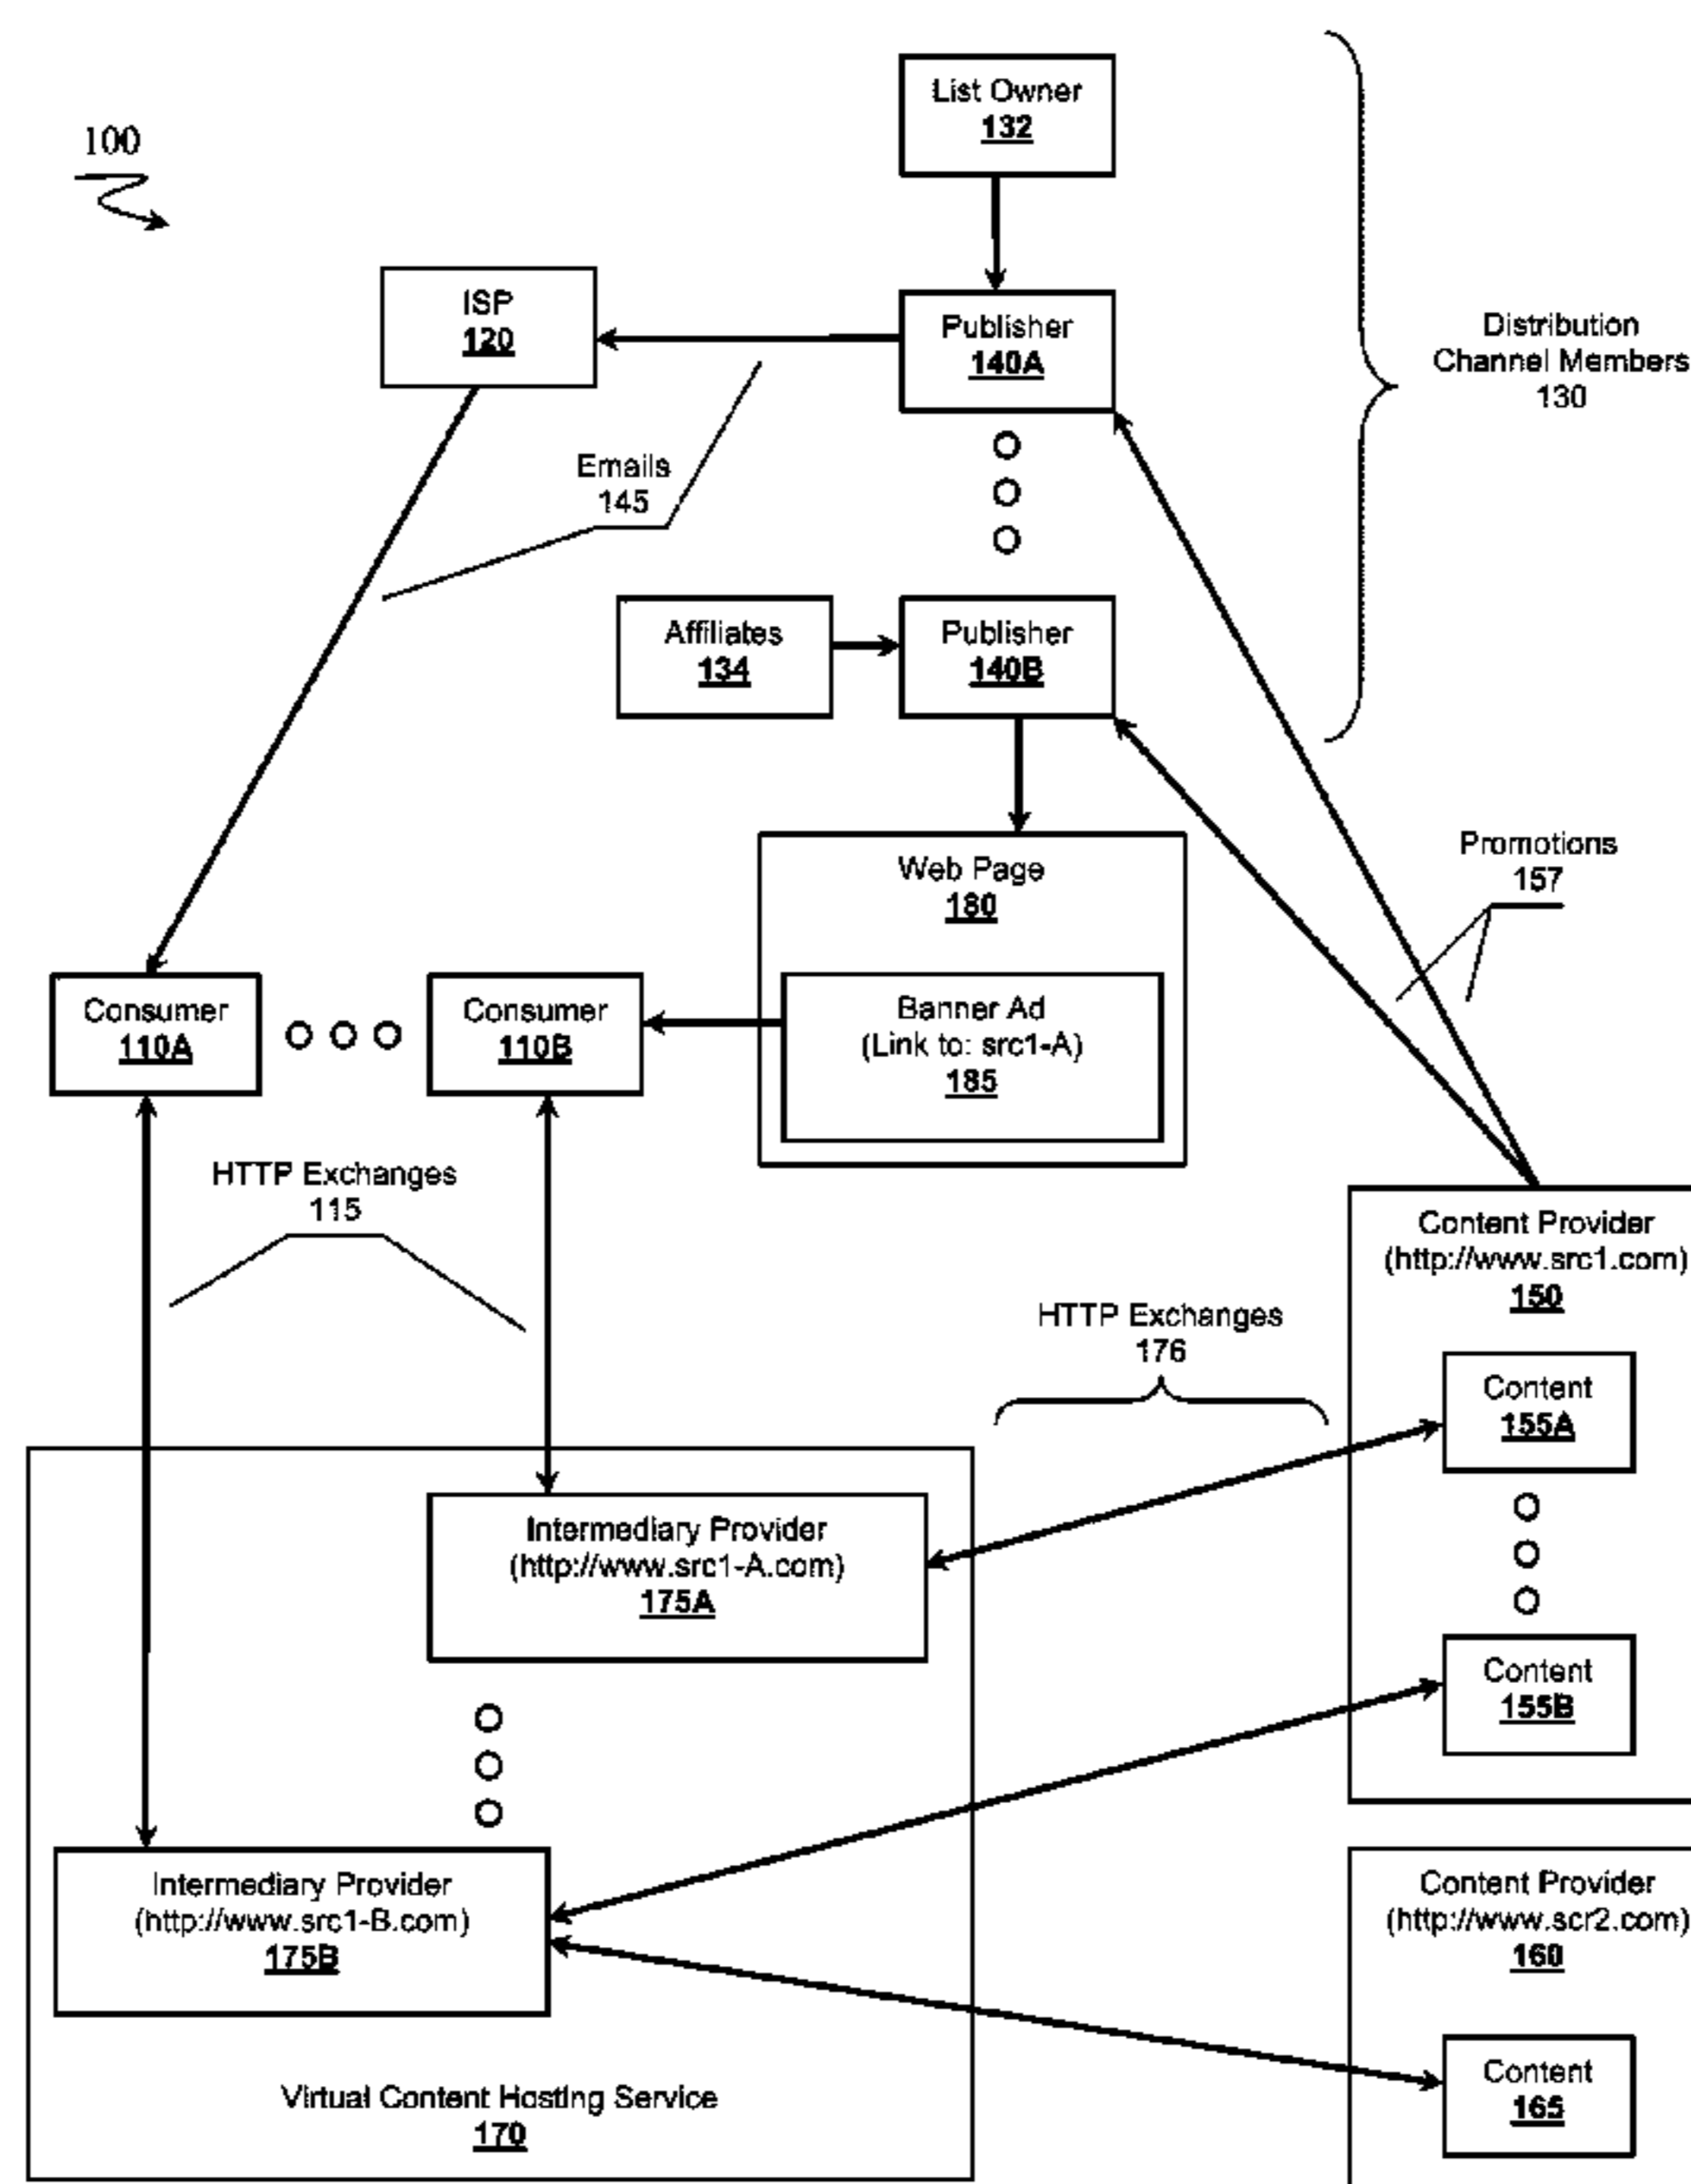 100
List Owner
132
ISP
120
Publisher
140A
Distribution
Channel Members
130
Emails
145
Affiliates
134
Publisher
140B
Web Page
180
Promotions
157
Consumer
110A
Consumer
110B
Banner Ad
(Link to: src1-A)
185
HTTP Exchanges
115
Content Provider
(http://www.src1.com)
150
HTTP Exchanges
176
Content
155A
Intermediary Provider
(http://www.src1-A.com)
175A
Content
155B
Intermediary Provider
(http://www.src1-B.com)
175B
Content Provider
(http://www.scr2.com)
160
Content
165
Virtual Content Hosting Service
170